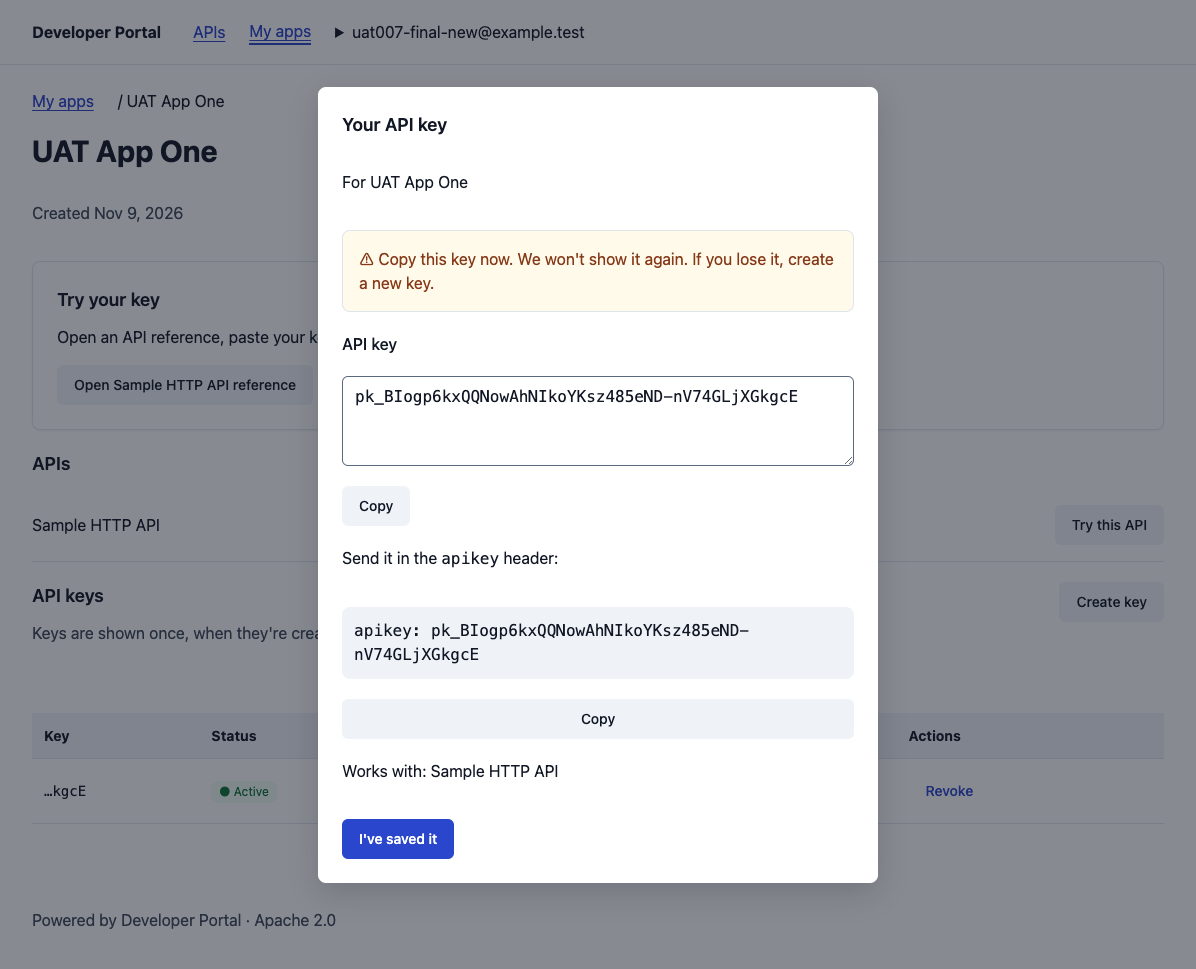 Developer Portal APIs My apps ▶ uat007-final-new@example.test
My apps / UAT App One
UAT App One
Created Nov 9, 2026
Try your key
Open an API reference, paste your k
Open Sample HTTP API reference
APIs
Sample HTTP API
Try this API
API keys
Create key
Keys are shown once, when they're crea
Key Status Actions
…kgcE Active Revoke
Powered by Developer Portal · Apache 2.0
Your API key
For UAT App One
⚠ Copy this key now. We won't show it again. If you lose it, create
a new key.
API key
pk_BIogp6kxQQNowAhNIkoYKsz485eND-nV74GLjXGkgcE
Copy
Send it in the apikey header:
apikey: pk_BIogp6kxQQNowAhNIkoYKsz485eND-
nV74GLjXGkgcE
Copy
Works with: Sample HTTP API
I've saved it